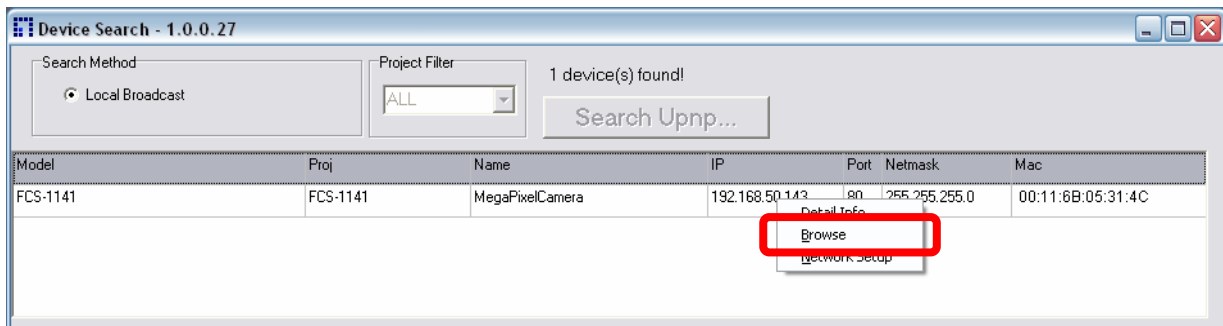 Device Search - 1.0.0.27
Search Method
Local Broadcast
Project Filter
ALL
1 device(s) found!
Search Upnp...
Model Proj Name IP Port Netmask Mac
FCS-1141 FCS-1141 MegaPixelCamera 192.168.50.143 80 255.255.255.0 00:11:6B:05:31:4C
Detail Info
Browse
Network Setup